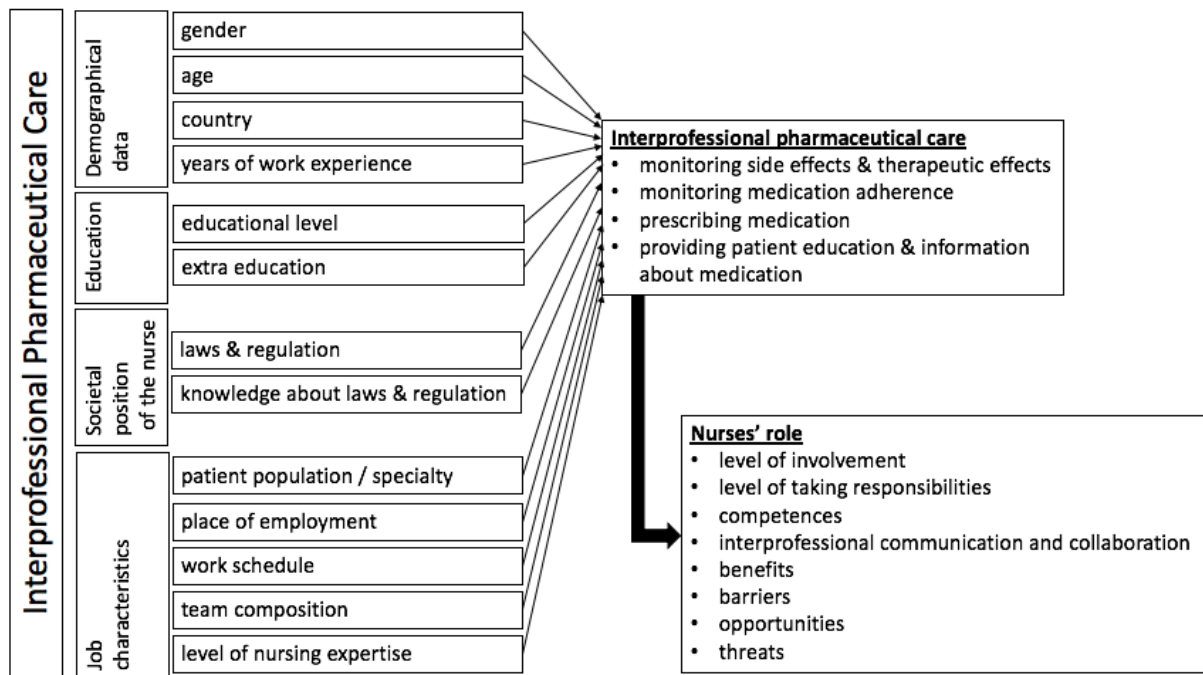 Interprofessional Pharmaceutical Care
Demographical
data
gender
age
country
years of work experience
Education
educational level
extra education
Societal
position
of the nurse
laws & regulation
knowledge about laws & regulation
Job
characteristics
patient population / specialty
place of employment
work schedule
team composition
level of nursing expertise
Interprofessional pharmaceutical care
• monitoring side effects & therapeutic effects
• monitoring medication adherence
• prescribing medication
• providing patient education & information
about medication
Nurses’ role
• level of involvement
• level of taking responsibilities
• competences
• interprofessional communication and collaboration
• benefits
• barriers
• opportunities
• threats